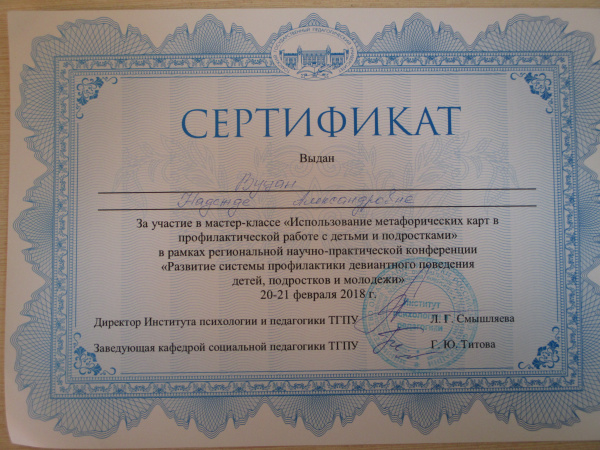 СЕРТИФИКАТ
Выдан
Надежде Александровне
За участие в мастер-классе «Использование метафорических карт в
профилактической работе с детьми и подростками»
в рамках региональной научно-практической конференции
«Развитие системы профилактики девиантного поведения
детей, подростков и молодежи»
20-21 февраля 2018 г.
Директор Института психологии и педагогики ТГПУ Л. Г. Смышляева
Заведующая кафедрой социальной педагогики ТГПУ Г. Ю. Титова
Институт
психологии